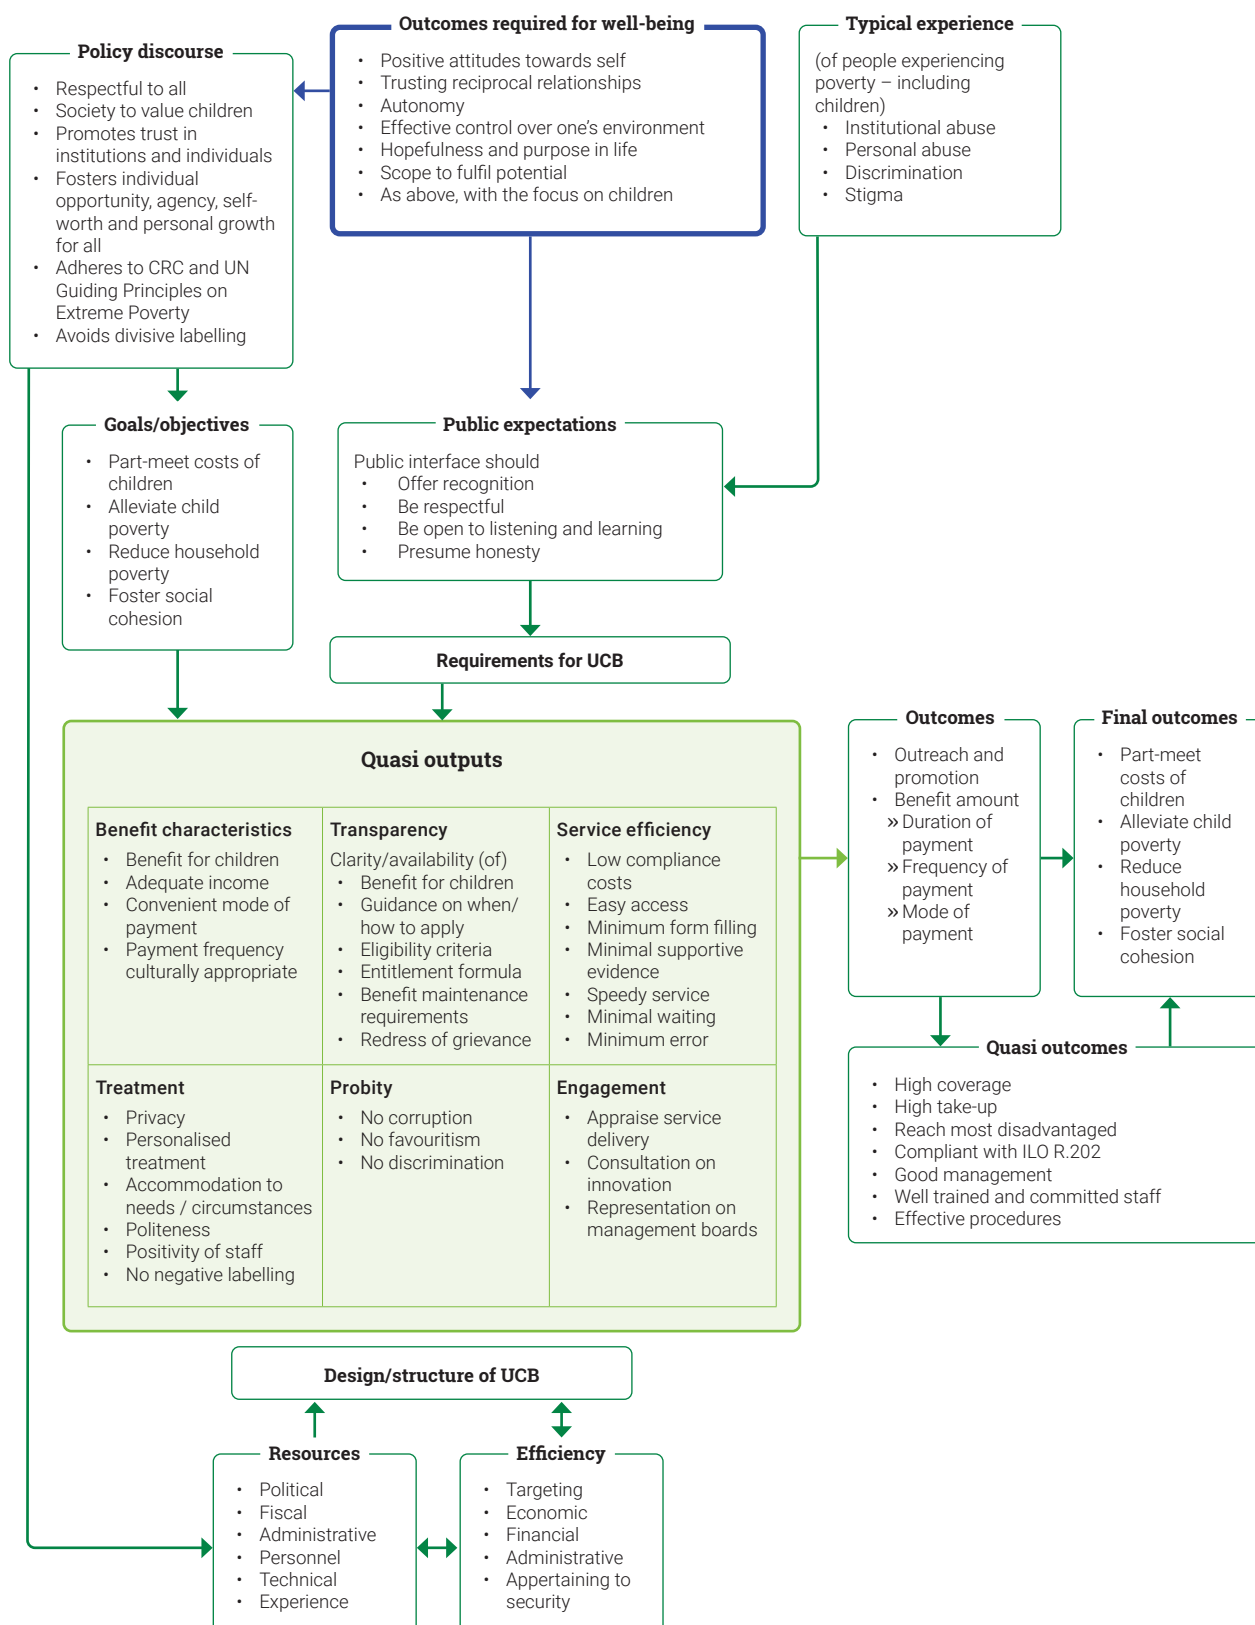 Policy discourse
• Respectful to all
• Society to value children
• Promotes trust in
institutions and individuals
• Fosters individual
opportunity, agency, self-
worth and personal growth
for all
• Adheres to CRC and UN
Guiding Principles on
Extreme Poverty
• Avoids divisive labelling
Outcomes required for well-being
• Positive attitudes towards self
• Trusting reciprocal relationships
• Autonomy
• Effective control over one’s environment
• Hopefulness and purpose in life
• Scope to fulfil potential
• As above, with the focus on children
Typical experience
(of people experiencing
poverty – including
children)
• Institutional abuse
• Personal abuse
• Discrimination
• Stigma
Goals/objectives
• Part-meet costs of
children
• Alleviate child
poverty
• Reduce household
poverty
• Foster social
cohesion
Public expectations
Public interface should
• Offer recognition
• Be respectful
• Be open to listening and learning
• Presume honesty
Requirements for UCB
Quasi outputs
Benefit characteristics
• Benefit for children
• Adequate income
• Convenient mode of
payment
• Payment frequency
culturally appropriate
Transparency
Clarity/availability (of)
• Benefit for children
• Guidance on when/
how to apply
• Eligibility criteria
• Entitlement formula
• Benefit maintenance
requirements
• Redress of grievance
Service efficiency
• Low compliance
costs
• Easy access
• Minimum form filling
• Minimal supportive
evidence
• Speedy service
• Minimal waiting
• Minimum error
Treatment
• Privacy
• Personalised
treatment
• Accommodation to
needs / circumstances
• Politeness
• Positivity of staff
• No negative labelling
Probity
• No corruption
• No favouritism
• No discrimination
Engagement
• Appraise service
delivery
• Consultation on
innovation
• Representation on
management boards
Outcomes
• Outreach and
promotion
• Benefit amount
» Duration of
payment
» Frequency of
payment
» Mode of
payment
Final outcomes
• Part-meet
costs of
children
• Alleviate child
poverty
• Reduce
household
poverty
• Foster social
cohesion
Quasi outcomes
• High coverage
• High take-up
• Reach most disadvantaged
• Compliant with ILO R.202
• Good management
• Well trained and committed staff
• Effective procedures
Design/structure of UCB
Resources
• Political
• Fiscal
• Administrative
• Personnel
• Technical
• Experience
Efficiency
• Targeting
• Economic
• Financial
• Administrative
• Appertaining to
security